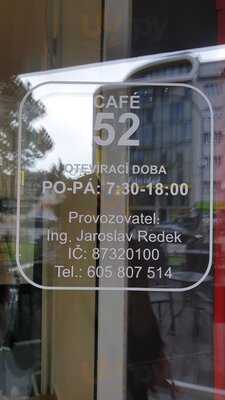 CAFÉ
52
OTEVÍRACÍ DOBA
PO-PÁ: 7:30-18:00
Provozovatel:
Ing. Jaroslav Redek
IČ: 87320100
Tel.: 605 807 514